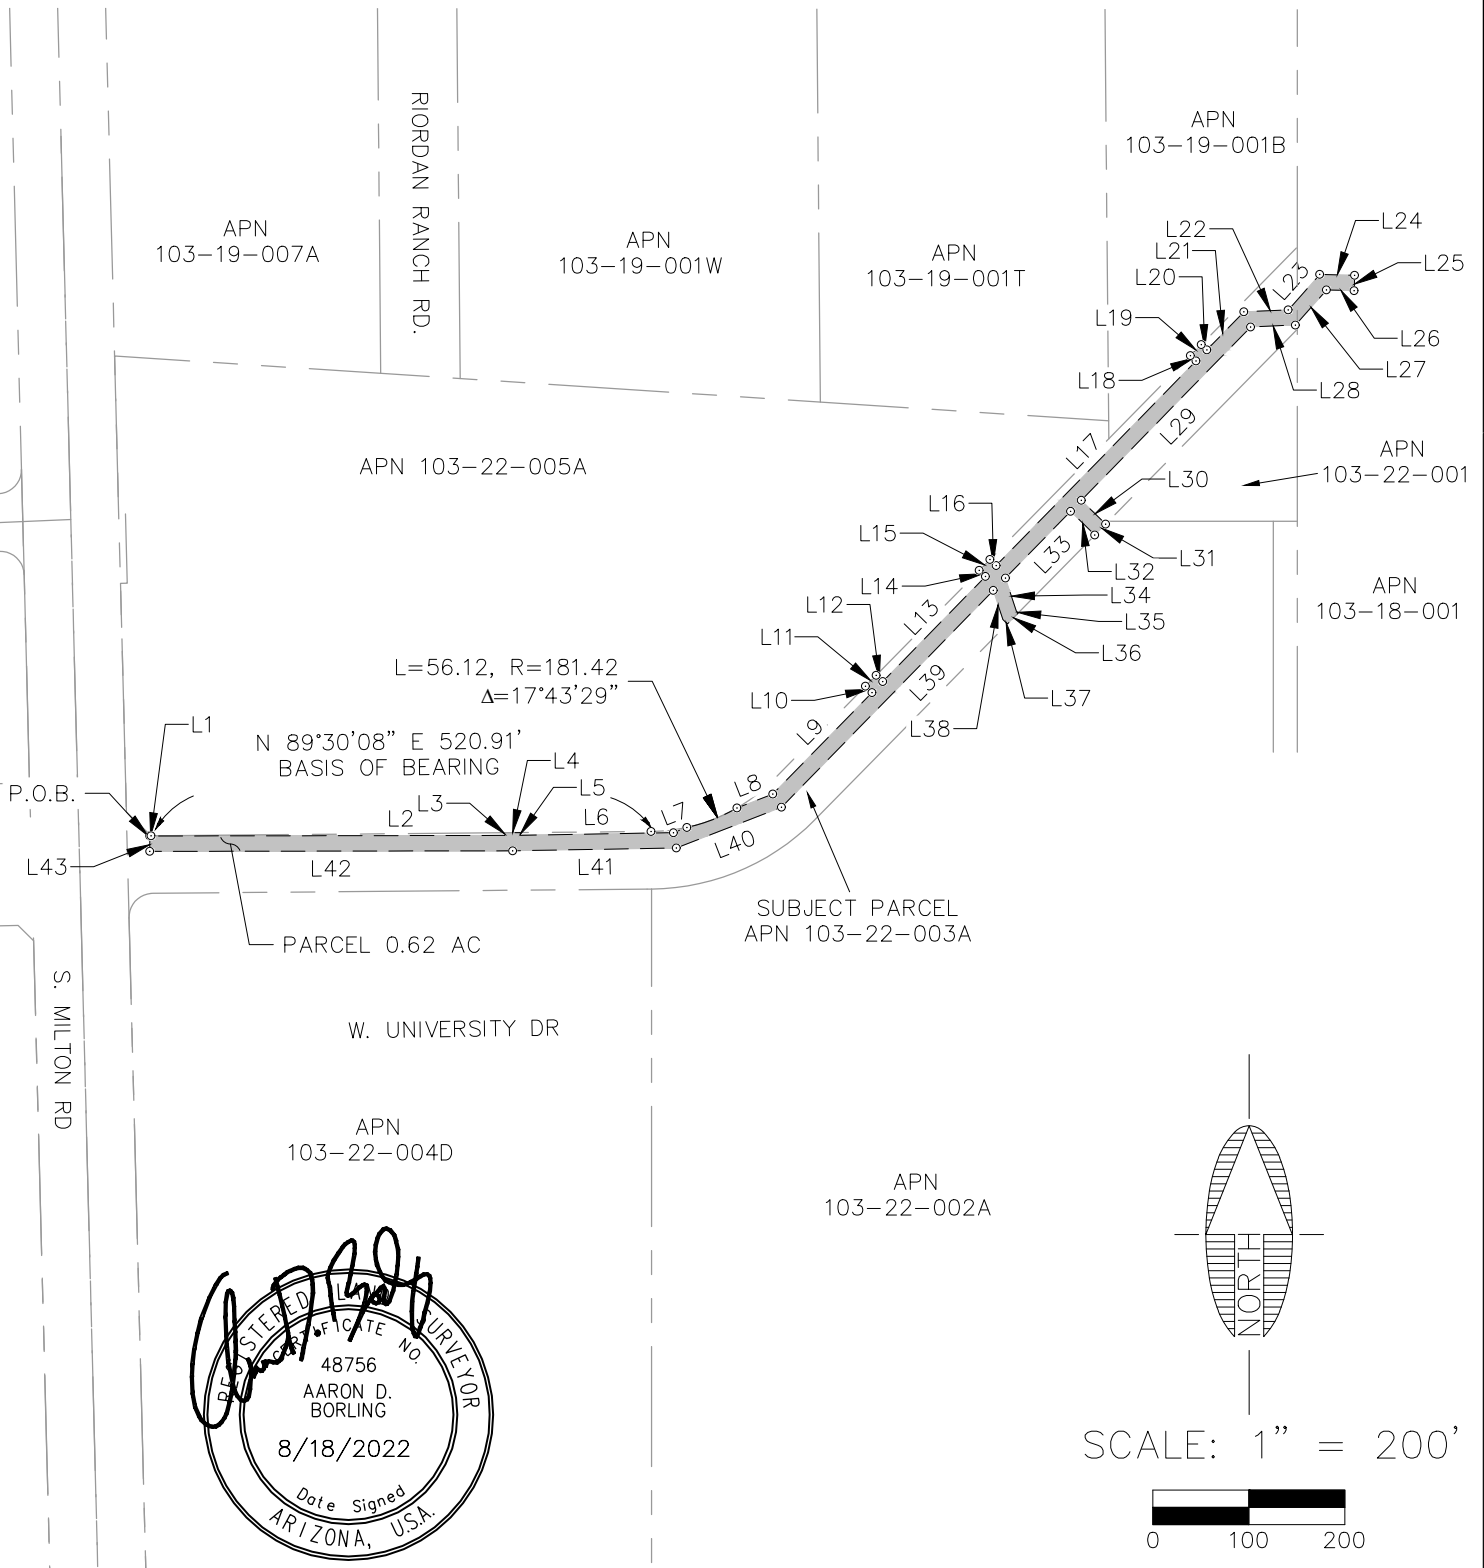 APN
103-19-001B
RIORDAN RANCH RD.
APN
103-19-007A
APN
103-19-001W
APN
103-19-001T
L24
L25
L26
L27
L28
L23
L22
L21
L20
L19
L18
L17
L29
APN
103-22-001
APN 103-22-005A
L30
L31
L32
L33
L16
L15
L14
L34
L35
L36
L37
L38
APN
103-18-001
L13
L12
L11
L10
L39
L9
L=56.12, R=181.42
Δ=17°43'29"
N 89°30'08" E 520.91'
BASIS OF BEARING
L1
P.O.B.
L2
L3
L4
L5
L6
L7
L8
L40
L41
L42
L43
SUBJECT PARCEL
APN 103-22-003A
PARCEL 0.62 AC
S. MILTON RD
W. UNIVERSITY DR
APN
103-22-004D
APN
103-22-002A
NORTH
REGISTERED LAND SURVEYOR
CERTIFICATE NO.
48756
AARON D.
BORLING
8/18/2022
Date Signed
ARIZONA, U.S.A.
SCALE: 1" = 200'
0 100 200